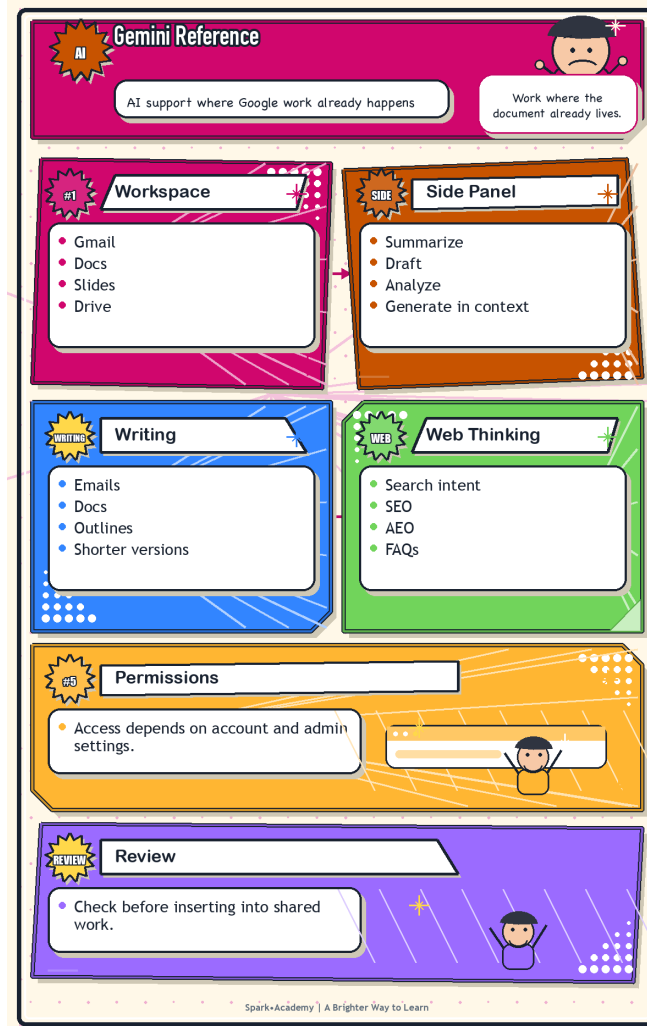 AI
Gemini Reference
AI support where Google work already happens
Work where the
document already lives.
#1
Workspace
Gmail
Docs
Slides
Drive
SIDE
Side Panel
Summarize
Draft
Analyze
Generate in context
WRITING
Writing
Emails
Docs
Outlines
Shorter versions
WEB
Web Thinking
Search intent
SEO
AEO
FAQs
#5
Permissions
Access depends on account and admin
settings.
REVIEW
Review
Check before inserting into shared
work.
Spark•Academy | A Brighter Way to Learn